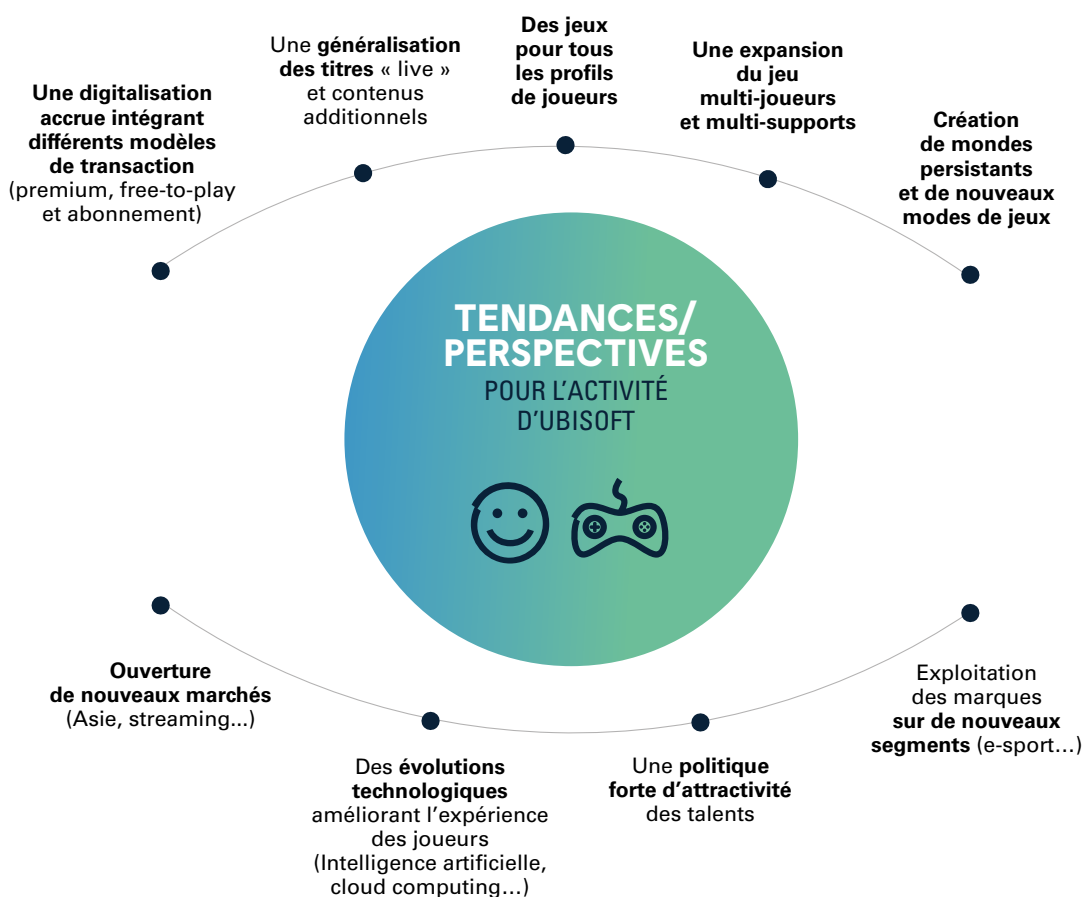 Une digitalisation
accrue intégrant
différents modèles
de transaction
(premium, free-to-play
et abonnement)
Une généralisation
des titres « live »
et contenus
additionnels
Des jeux
pour tous
les profils
de joueurs
Une expansion
du jeu
multi-joueurs
et multi-supports
Création
de mondes
persistants
et de nouveaux
modes de jeux
TENDANCES/
PERSPECTIVES
POUR L'ACTIVITÉ
D'UBISOFT
Ouverture
de nouveaux marchés
(Asie, streaming...)
Des évolutions
technologiques
améliorant l'expérience
des joueurs
(Intelligence artificielle,
cloud computing…)
Une politique
forte d'attractivité
des talents
Exploitation
des marques
sur de nouveaux
segments (e-sport…)